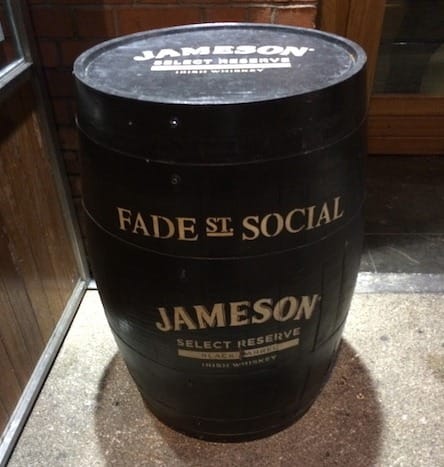 JAMESON
SELECT RESERVE
IRISH WHISKEY
FADE ST. SOCIAL
JAMESON
SELECT RESERVE
BLACK BARREL
IRISH WHISKEY